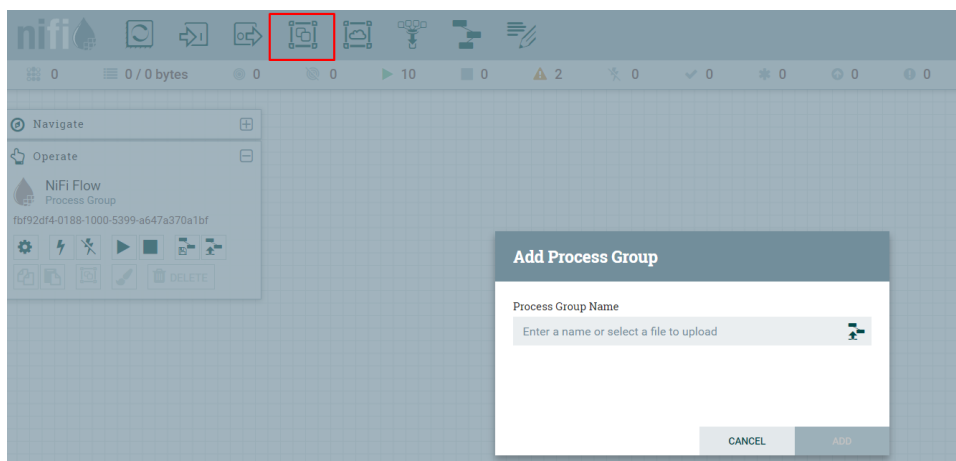 nifi
0 0 / 0 bytes 0 0 10 0 2 0 0 0 0 0
Navigate
Operate
NiFi Flow
Process Group
fbf92df4-0188-1000-5399-a647a370a1bf
DELETE
Add Process Group
Process Group Name
Enter a name or select a file to upload
CANCEL ADD